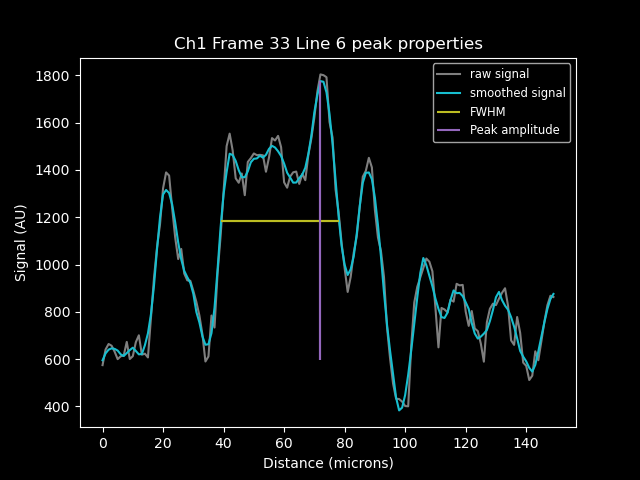 Ch1 Frame 33 Line 6 peak properties
raw signal
smoothed signal
FWHM
Peak amplitude
Signal (AU)
1800
1600
1400
1200
1000
800
600
400
0 20 40 60 80 100 120 140
Distance (microns)